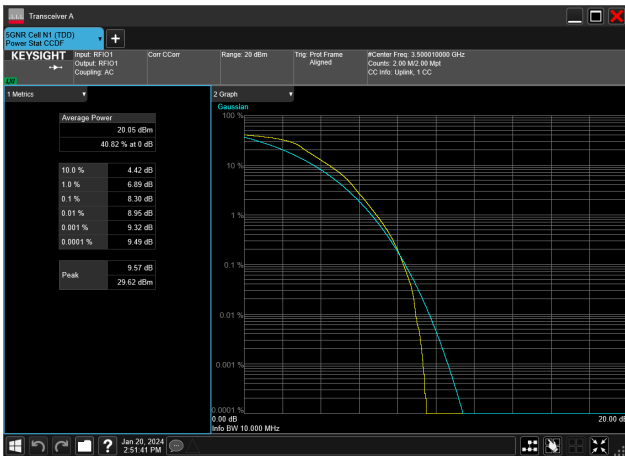 Transceiver A
5GNR Cell N1 (TDD)
Power Stat CCDF
KEYSIGHT
Input: RFIO1
Output: RFIO1
Coupling: AC
Corr CCorr
Range: 20 dBm
Trig: Prot Frame
Aligned
#Center Freq: 3.500010000 GHz
Counts: 2.00 M/2.00 Mpt
CC Info: Uplink, 1 CC
LXI
1 Metrics
Average Power
20.05 dBm
40.82 % at 0 dB
10.0 % 4.42 dB
1.0 % 6.89 dB
0.1 % 8.30 dB
0.01 % 8.95 dB
0.001 % 9.32 dB
0.0001 % 9.49 dB
Peak
9.57 dB
29.62 dBm
2 Graph
Gaussian
100 %
10 %
1 %
0.1 %
0.01 %
0.001 %
0.0001 %
0.00 dB
20.00 dB
Info BW 10.000 MHz
Jan 20, 2024
2:51:41 PM